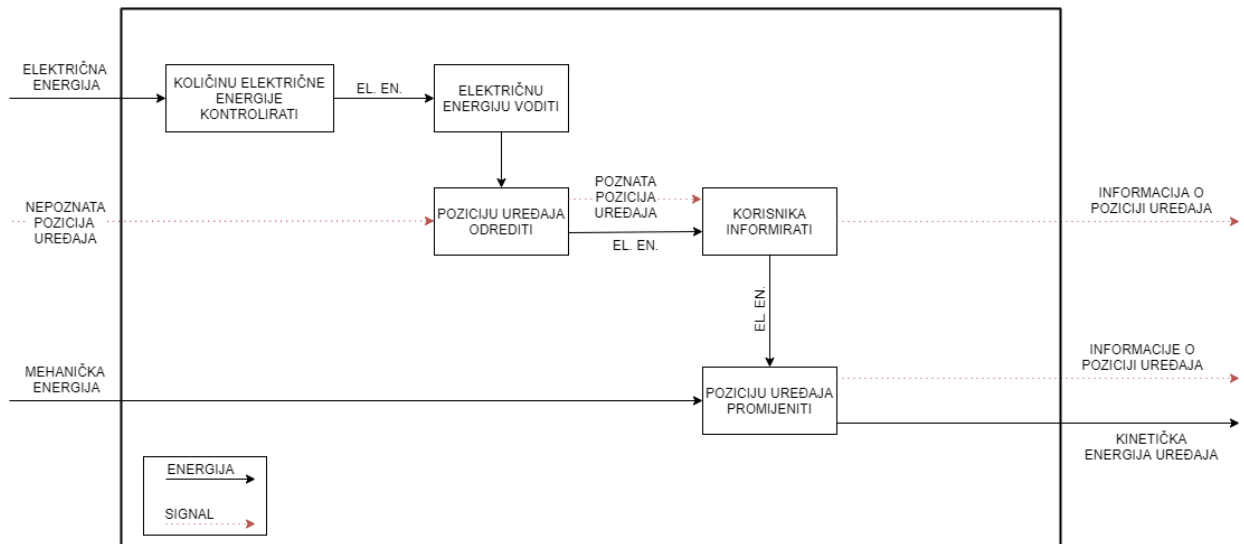 ELEKTRIČNA
ENERGIJA
KOLIČINU ELEKTRIČNE
ENERGIJE
KONTROLIRATI
EL. EN.
ELEKTRIČNU
ENERGIJU VODITI
NEPOZNATA
POZICIJA
UREĐAJA
POZICIJU UREĐAJA
ODREDITI
POZNATA
POZICIJA
UREĐAJA
EL. EN.
KORISNIKA
INFORMIRATI
INFORMACIJA O
POZICIJI UREĐAJA
EL. EN.
MEHANIČKA
ENERGIJA
POZICIJU UREĐAJA
PROMIJENITI
INFORMACIJE O
POZICIJI UREĐAJA
KINETIČKA
ENERGIJA UREĐAJA
ENERGIJA
SIGNAL